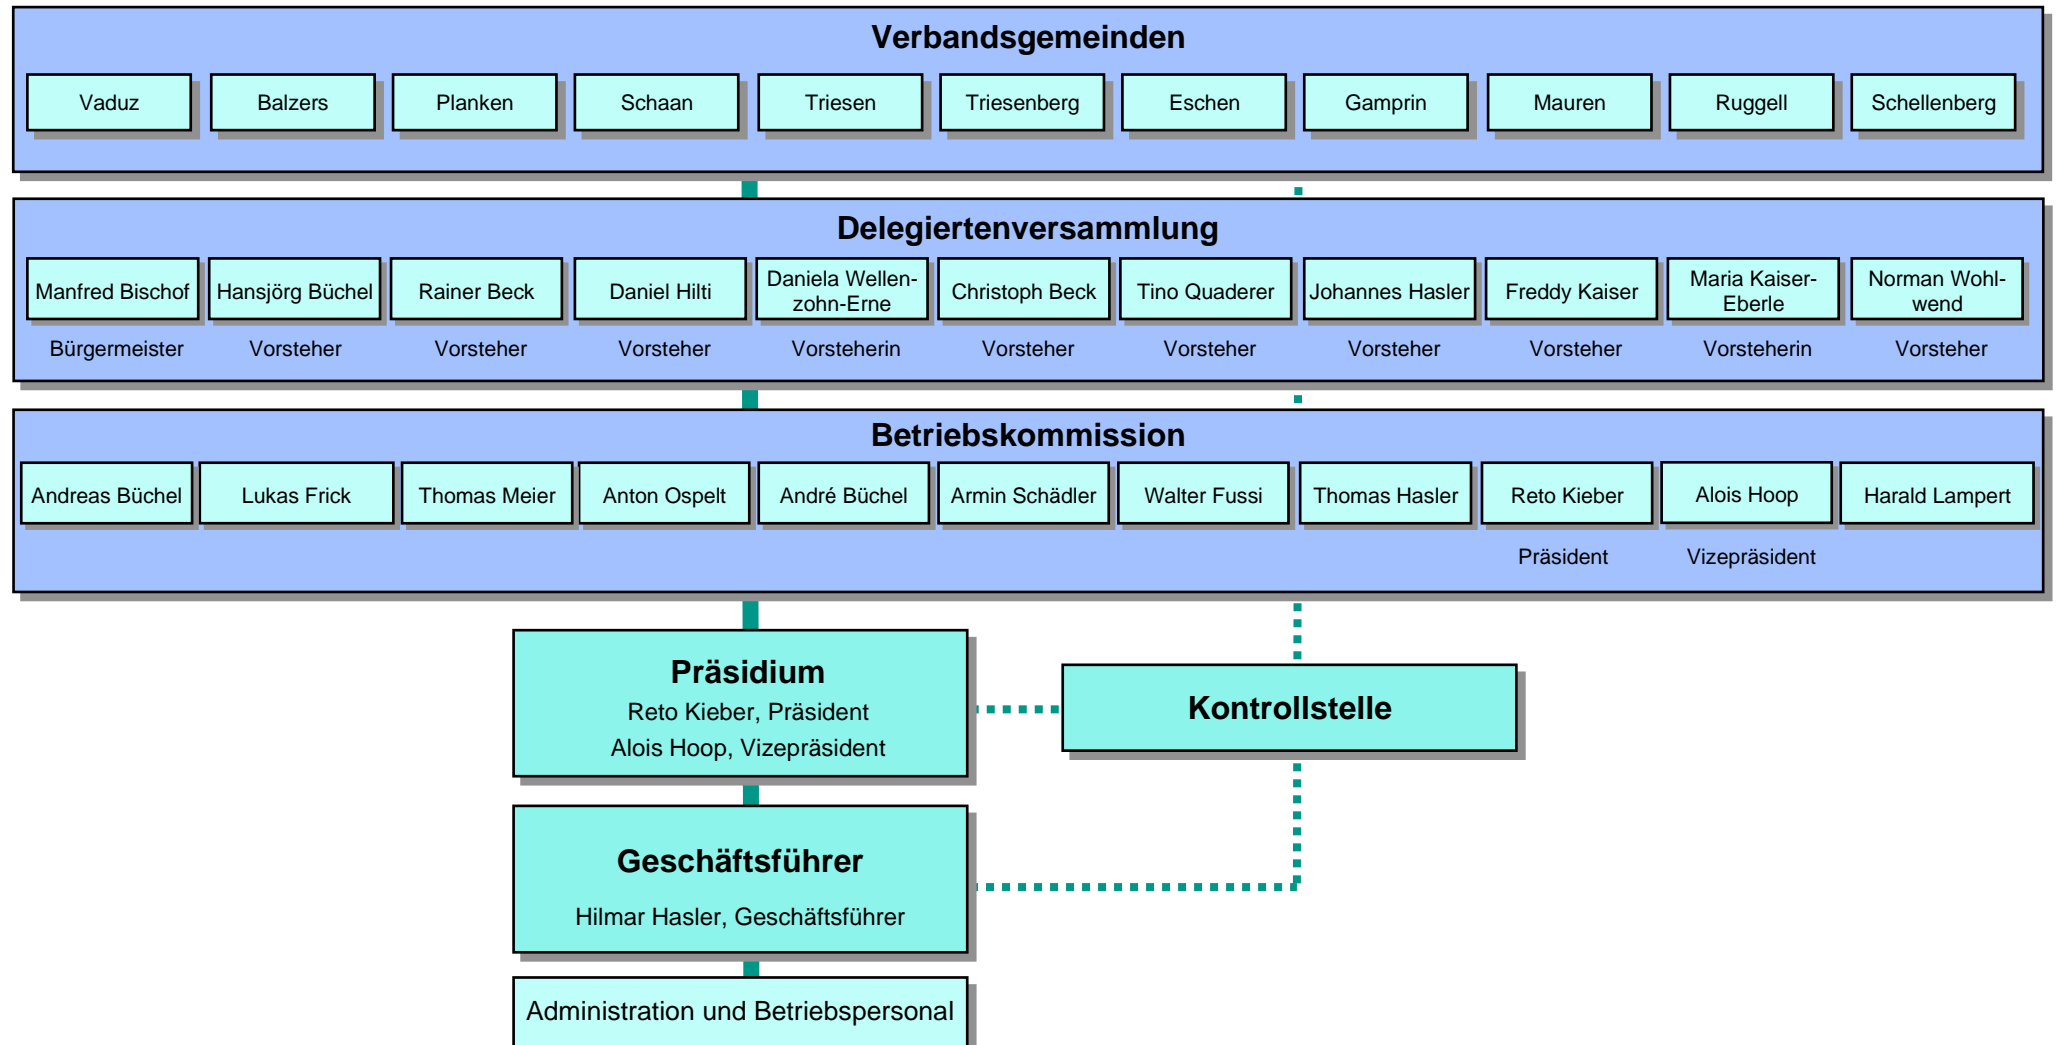 Verbandsgemeinden
Vaduz
Balzers
Planken
Schaan
Triesen
Triesenberg
Eschen
Gamprin
Mauren
Ruggell
Schellenberg
Delegiertenversammlung
Manfred Bischof
Hansjörg Büchel
Rainer Beck
Daniel Hilti
Daniela Wellen-
zohn-Erne
Christoph Beck
Tino Quaderer
Johannes Hasler
Freddy Kaiser
Maria Kaiser-
Eberle
Norman Wohl-
wend
Bürgermeister
Vorsteher
Vorsteher
Vorsteher
Vorsteherin
Vorsteher
Vorsteher
Vorsteher
Vorsteher
Vorsteherin
Vorsteher
Betriebskommission
Andreas Büchel
Lukas Frick
Thomas Meier
Anton Ospelt
André Büchel
Armin Schädler
Walter Fussi
Thomas Hasler
Reto Kieber
Alois Hoop
Harald Lampert
Präsident
Vizepräsident
Präsidium
Reto Kieber, Präsident
Alois Hoop, Vizepräsident
Kontrollstelle
Geschäftsführer
Hilmar Hasler, Geschäftsführer
Administration und Betriebspersonal